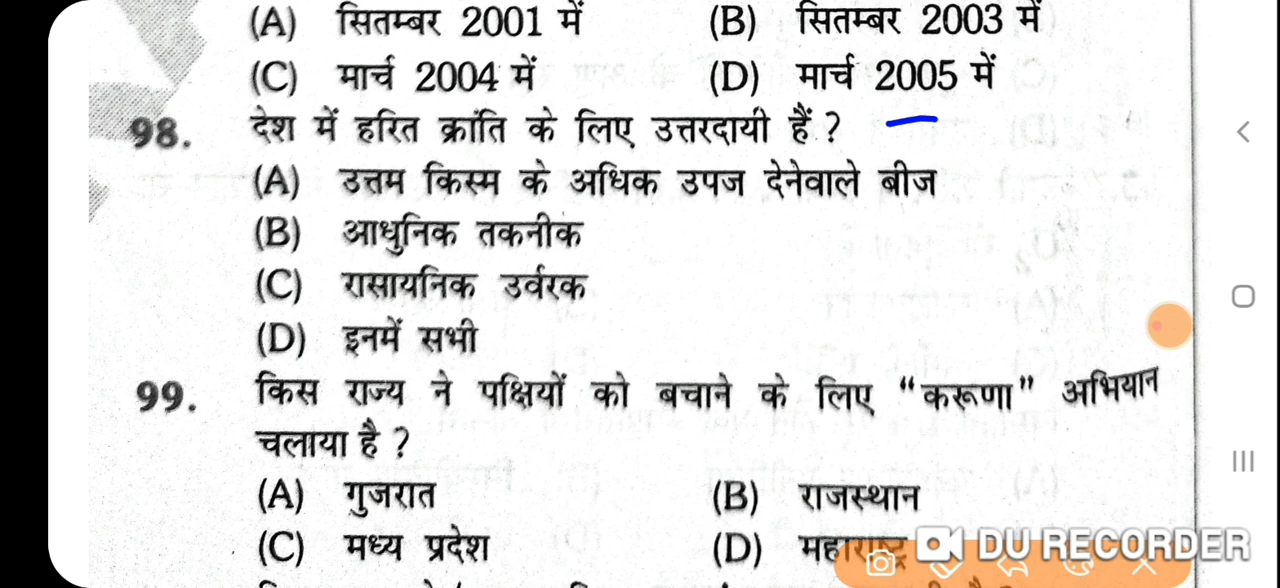 (A) सितम्बर 2001 में (B) सितम्बर 2003 में
(C) मार्च 2004 में (D) मार्च 2005 में
98. देश में हरित क्रांति के लिए उत्तरदायी हैं ?
(A) उत्तम किस्म के अधिक उपज देनेवाले बीज
(B) आधुनिक तकनीक
(C) रासायनिक उर्वरक
(D) इनमें सभी
99. किस राज्य ने पक्षियों को बचाने के लिए “करूणा” अभियान
चलाया है ?
(A) गुजरात (B) राजस्थान
(C) मध्य प्रदेश (D) महाराष्ट्र
DU RECORDER